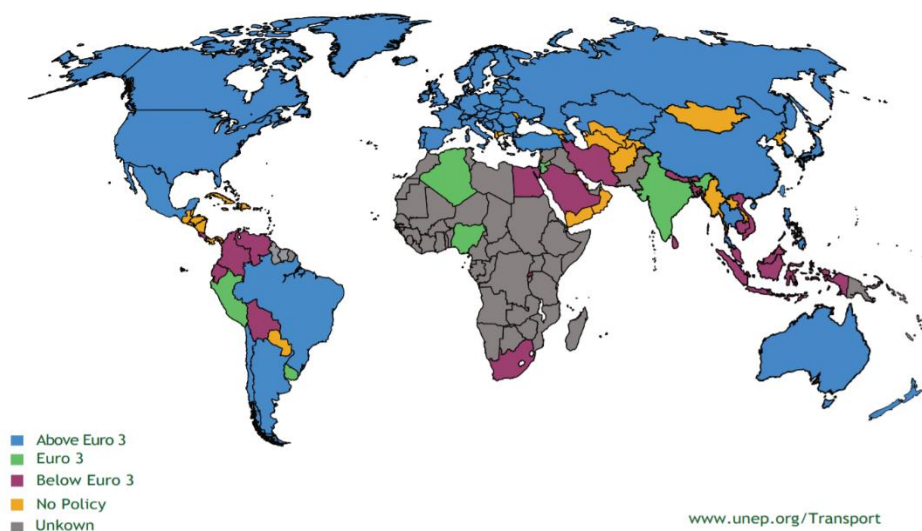 Above Euro 3
Euro 3
Below Euro 3
No Policy
Unkown
www.unep.org/Transport